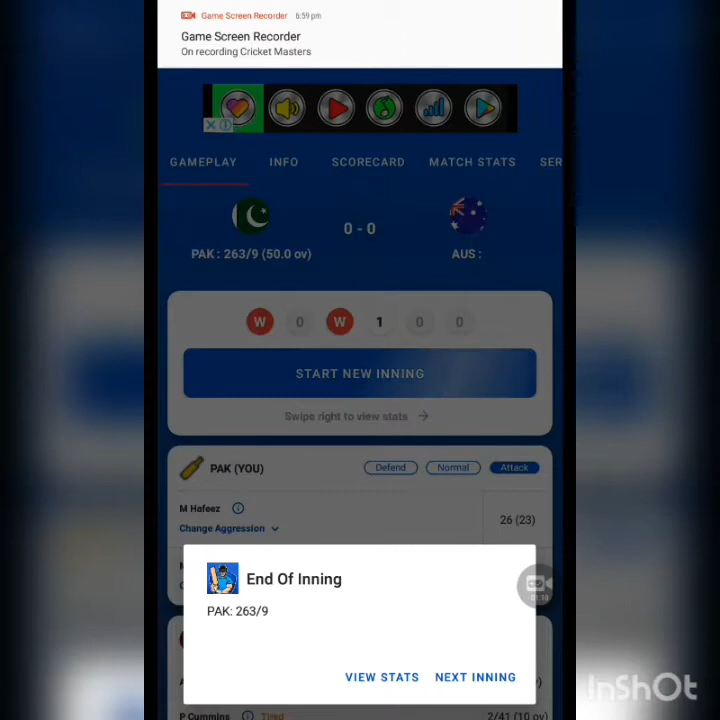 Game Screen Recorder 6:59 pm
Game Screen Recorder
On recording Cricket Masters
GAMEPLAY INFO SCORECARD MATCH STATS SER
0 - 0
PAK : 263/9 (50.0 ov) AUS :
W 0 W 1 0 0
START NEW INNING
Swipe right to view stats
PAK (YOU) Defend Normal Attack
M Hafeez
26 (23)
Change Aggression
End Of Inning
01:18
PAK: 263/9
VIEW STATS NEXT INNING
P Cummins Tired 2/41 (10 ov)
InShOt